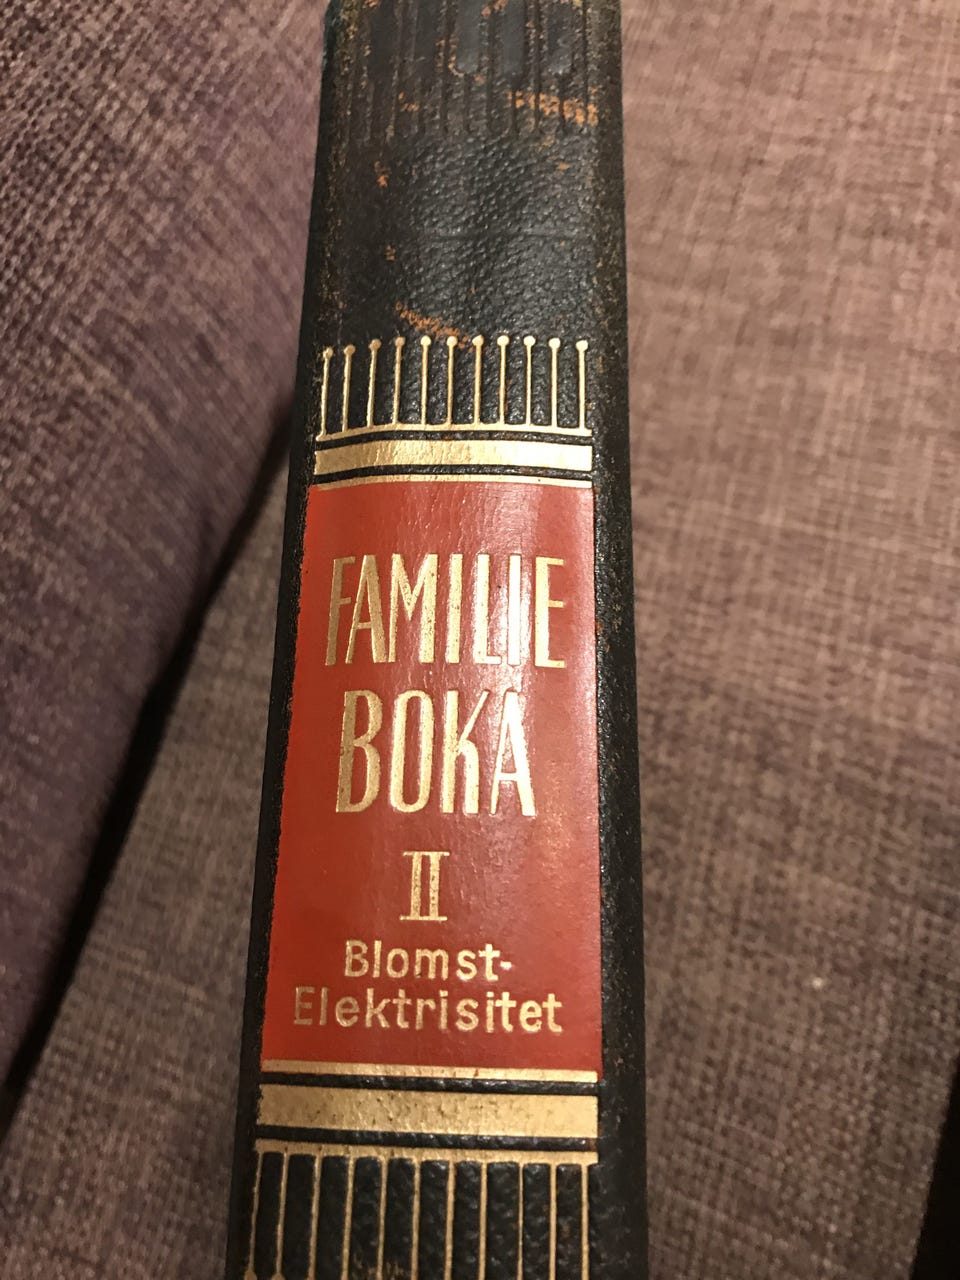 FAMILIE
BOKA
II
Blomst-
Elektrisitet